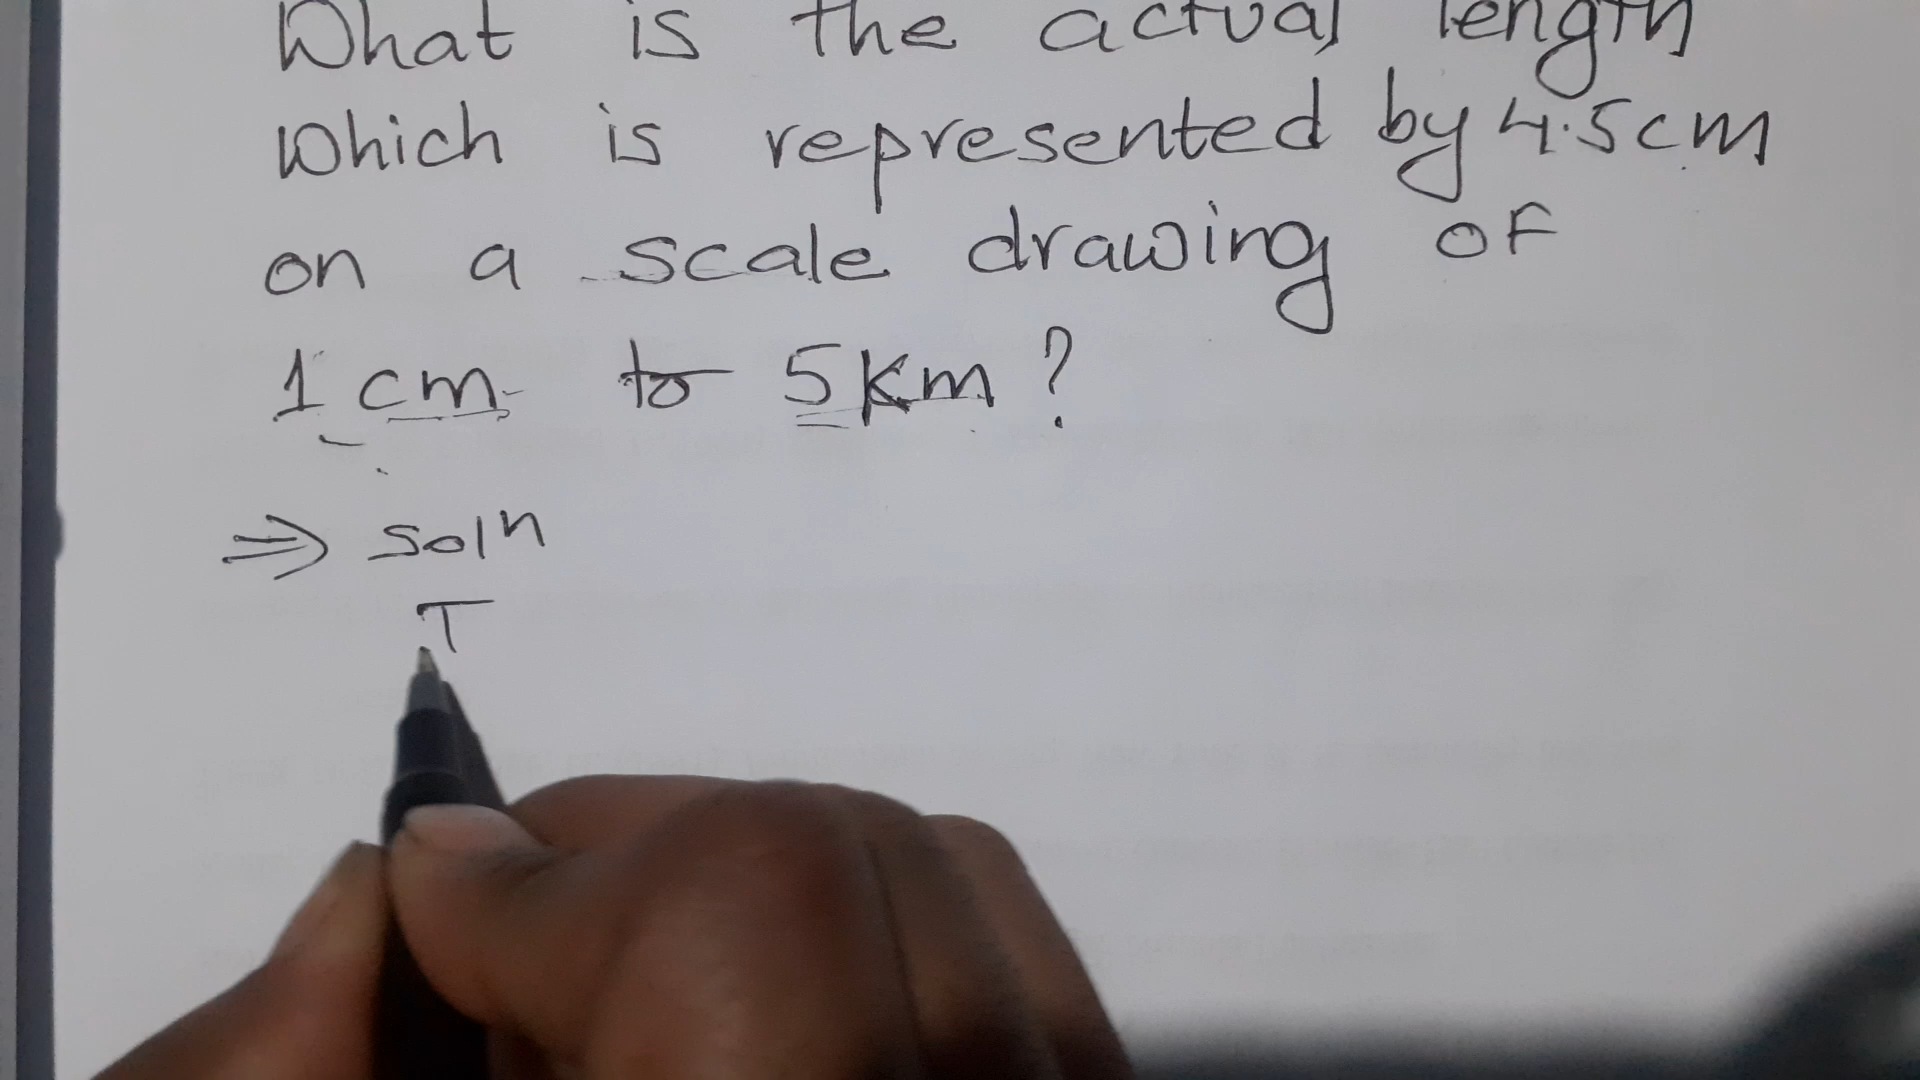 What is the actual length
which is represented by 4.5cm
on a scale drawing of
1 cm to 5km?
⇒ soln
T